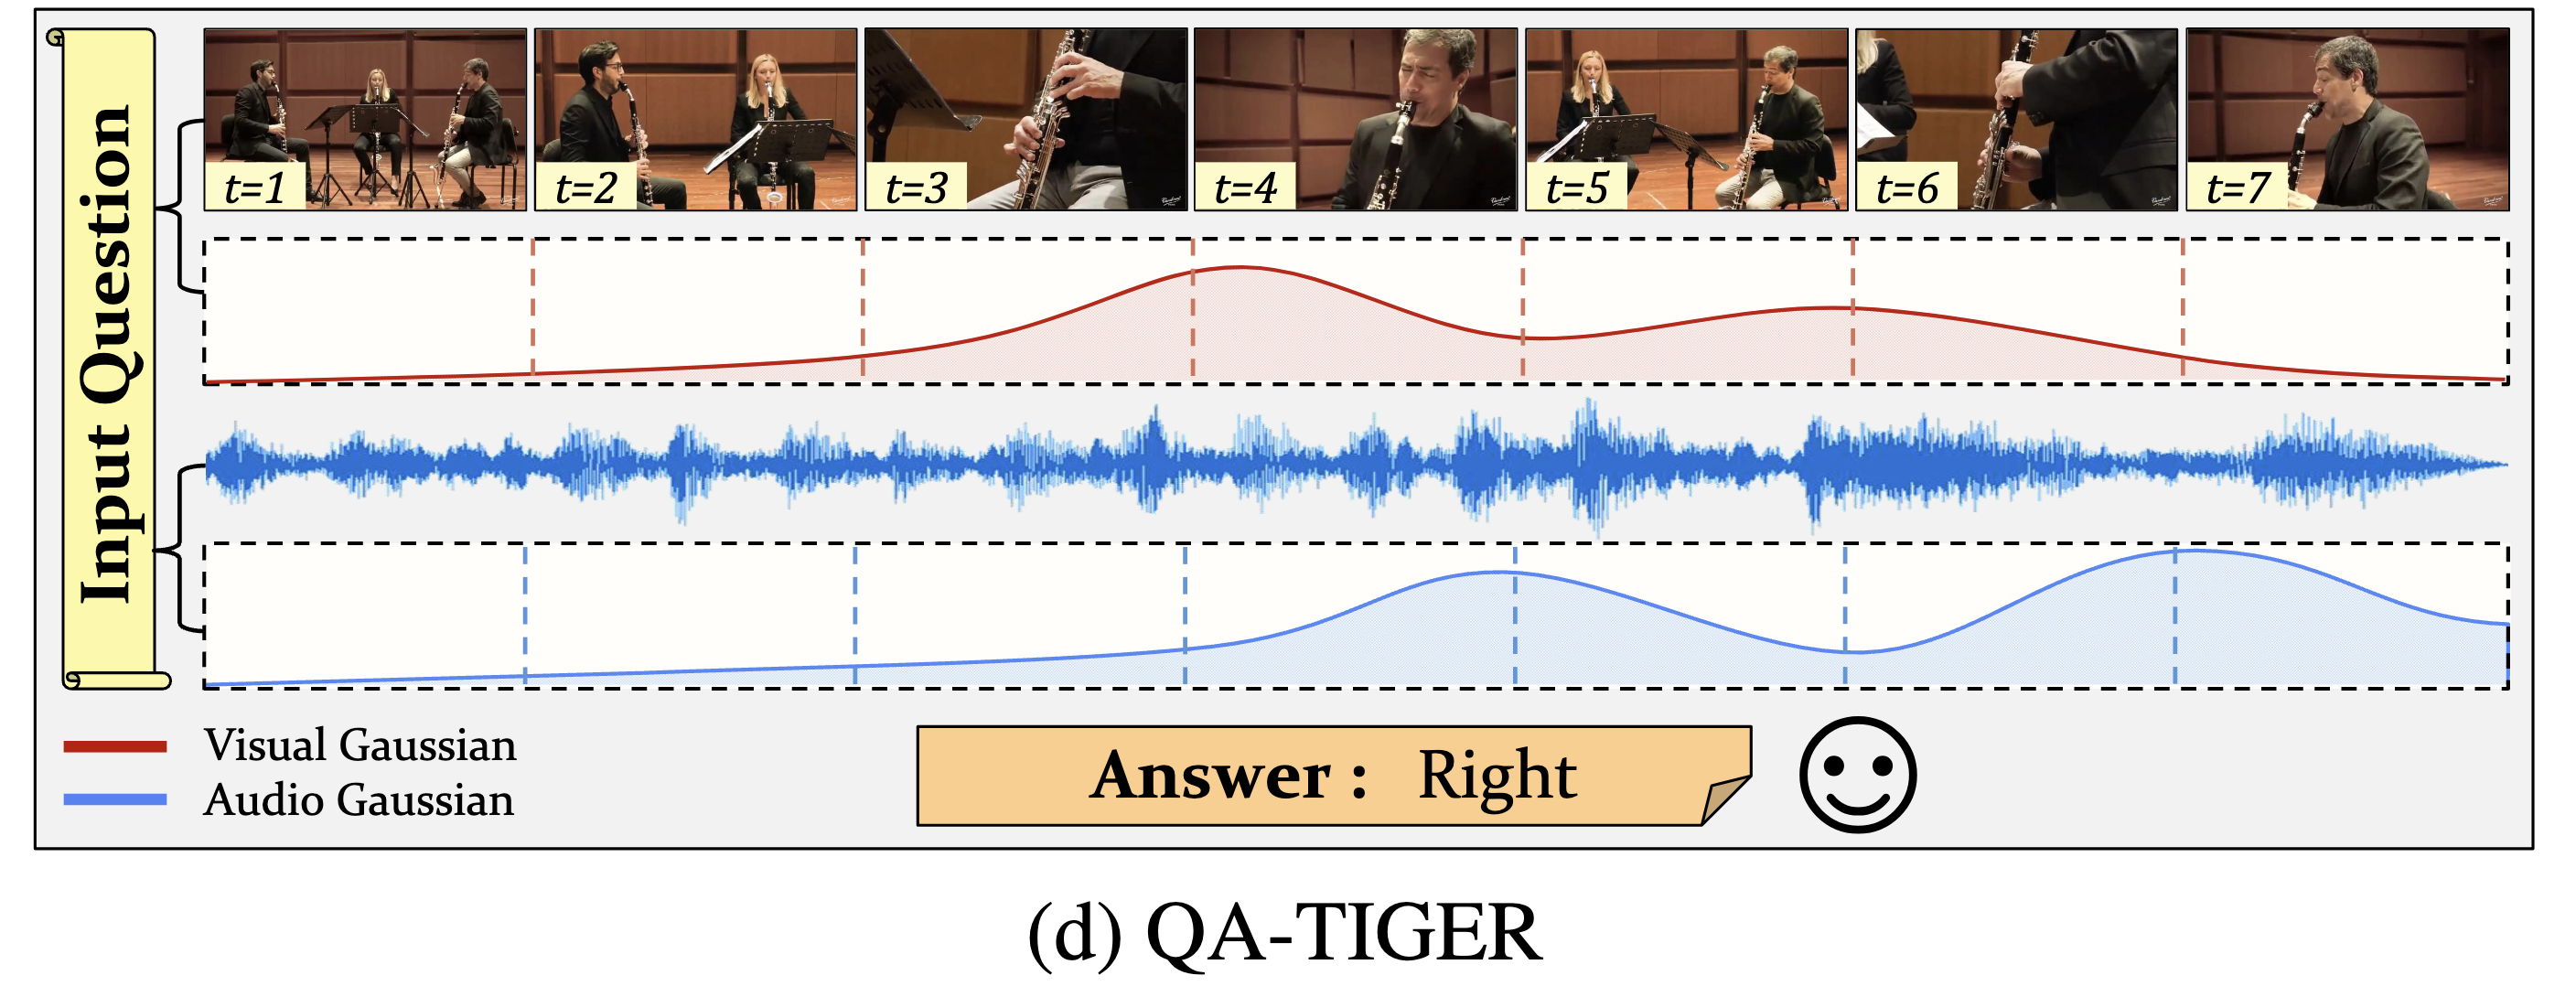 Input Question
t=1
t=2
t=3
t=4
t=5
t=6
t=7
Visual Gaussian
Audio Gaussian
Answer : Right
(d) QA-TIGER